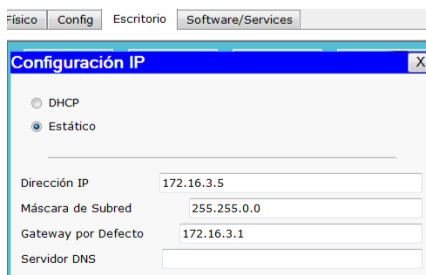 Físico Config Escritorio Software/Services
Configuración IP X
DHCP
Estático
Dirección IP 172.16.3.5
Máscara de Subred 255.255.0.0
Gateway por Defecto 172.16.3.1
Servidor DNS